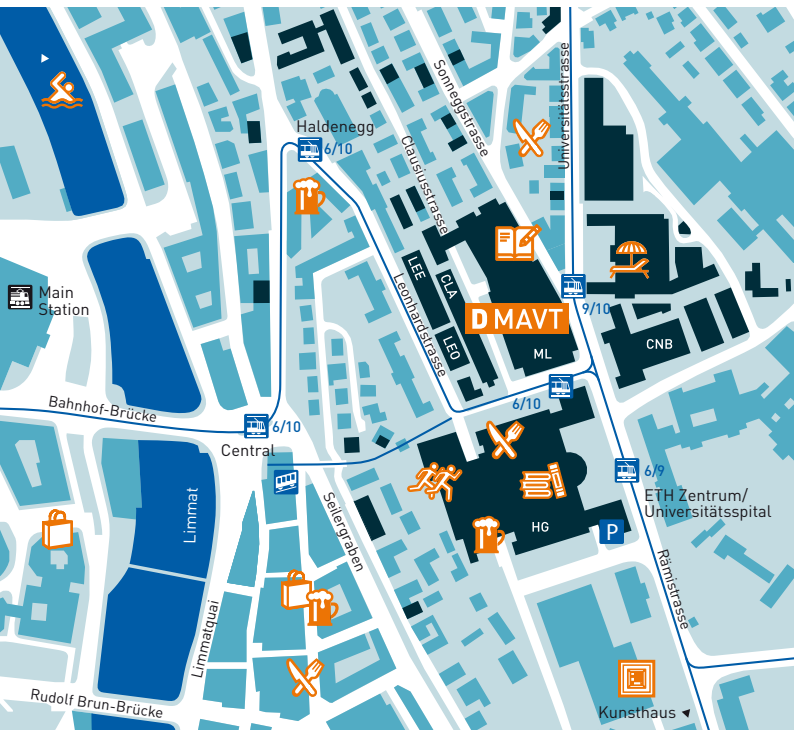 Sonneggstrasse
Universitätsstrasse
Haldenegg
6/10
Clausiusstrasse
LEE
CLA
LEO
Leonhardstrasse
Main
Station
D MAVT
9/10
ML
CNB
Bahnhof-Brücke
6/10
Central
6/10
6/9
ETH Zentrum/
Universitätsspital
Limmat
Seilergraben
HG
P
Rämistrasse
Limmatquai
Rudolf Brun-Brücke
Kunsthaus